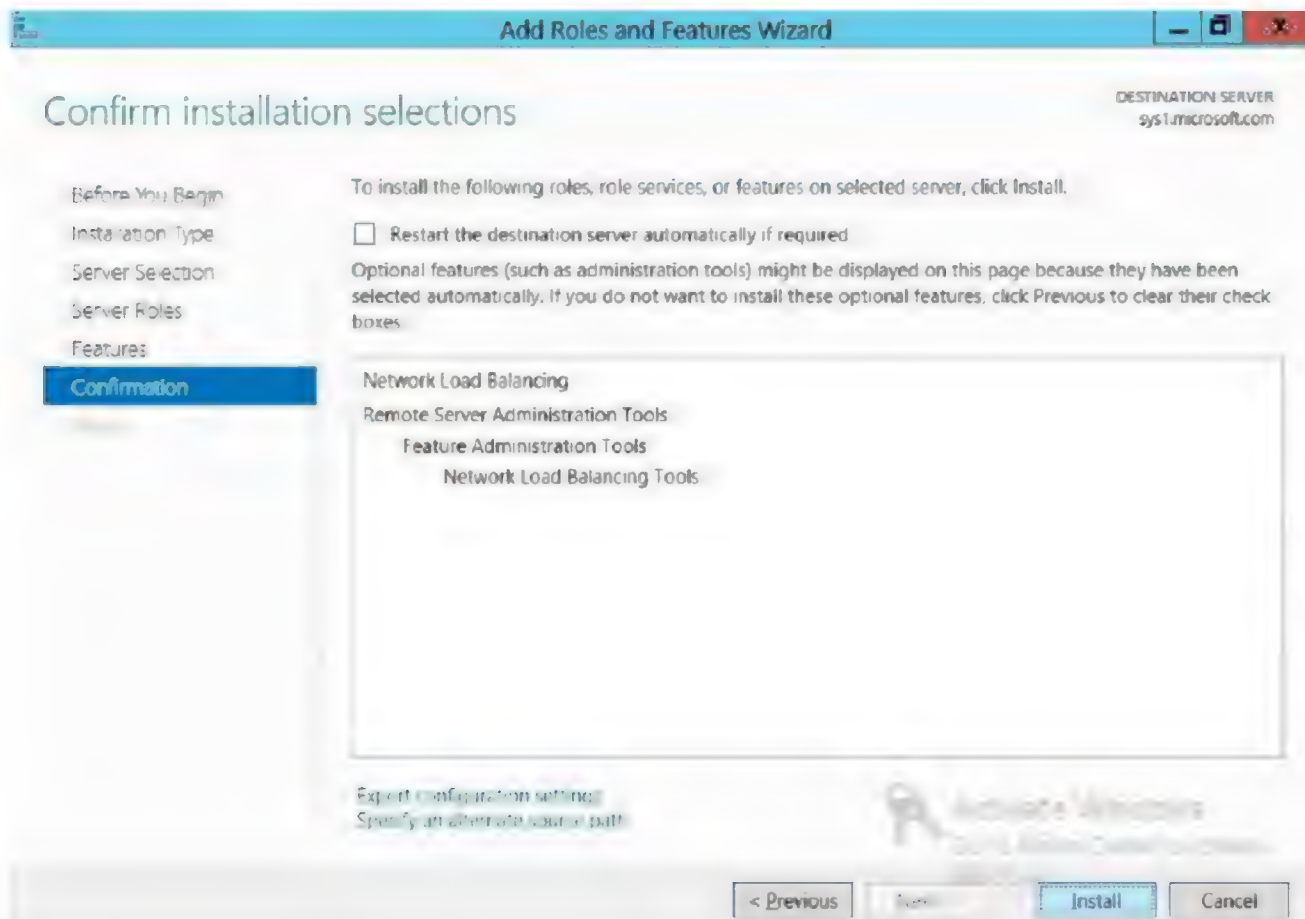 Add Roles and Features Wizard
Confirm installation selections
DESTINATION SERVER
sys1.microsoft.com
Before You Begin
Installation Type
Server Selection
Server Roles
Features
Confirmation
To install the following roles, role services, or features on selected server, click Install.
Restart the destination server automatically if required
Optional features (such as administration tools) might be displayed on this page because they have been
selected automatically. If you do not want to install these optional features, click Previous to clear their check
boxes.
Network Load Balancing
Remote Server Administration Tools
Feature Administration Tools
Network Load Balancing Tools
Export configuration settings
Specify an alternate source path
Activate Windows
< Previous
Install
Cancel